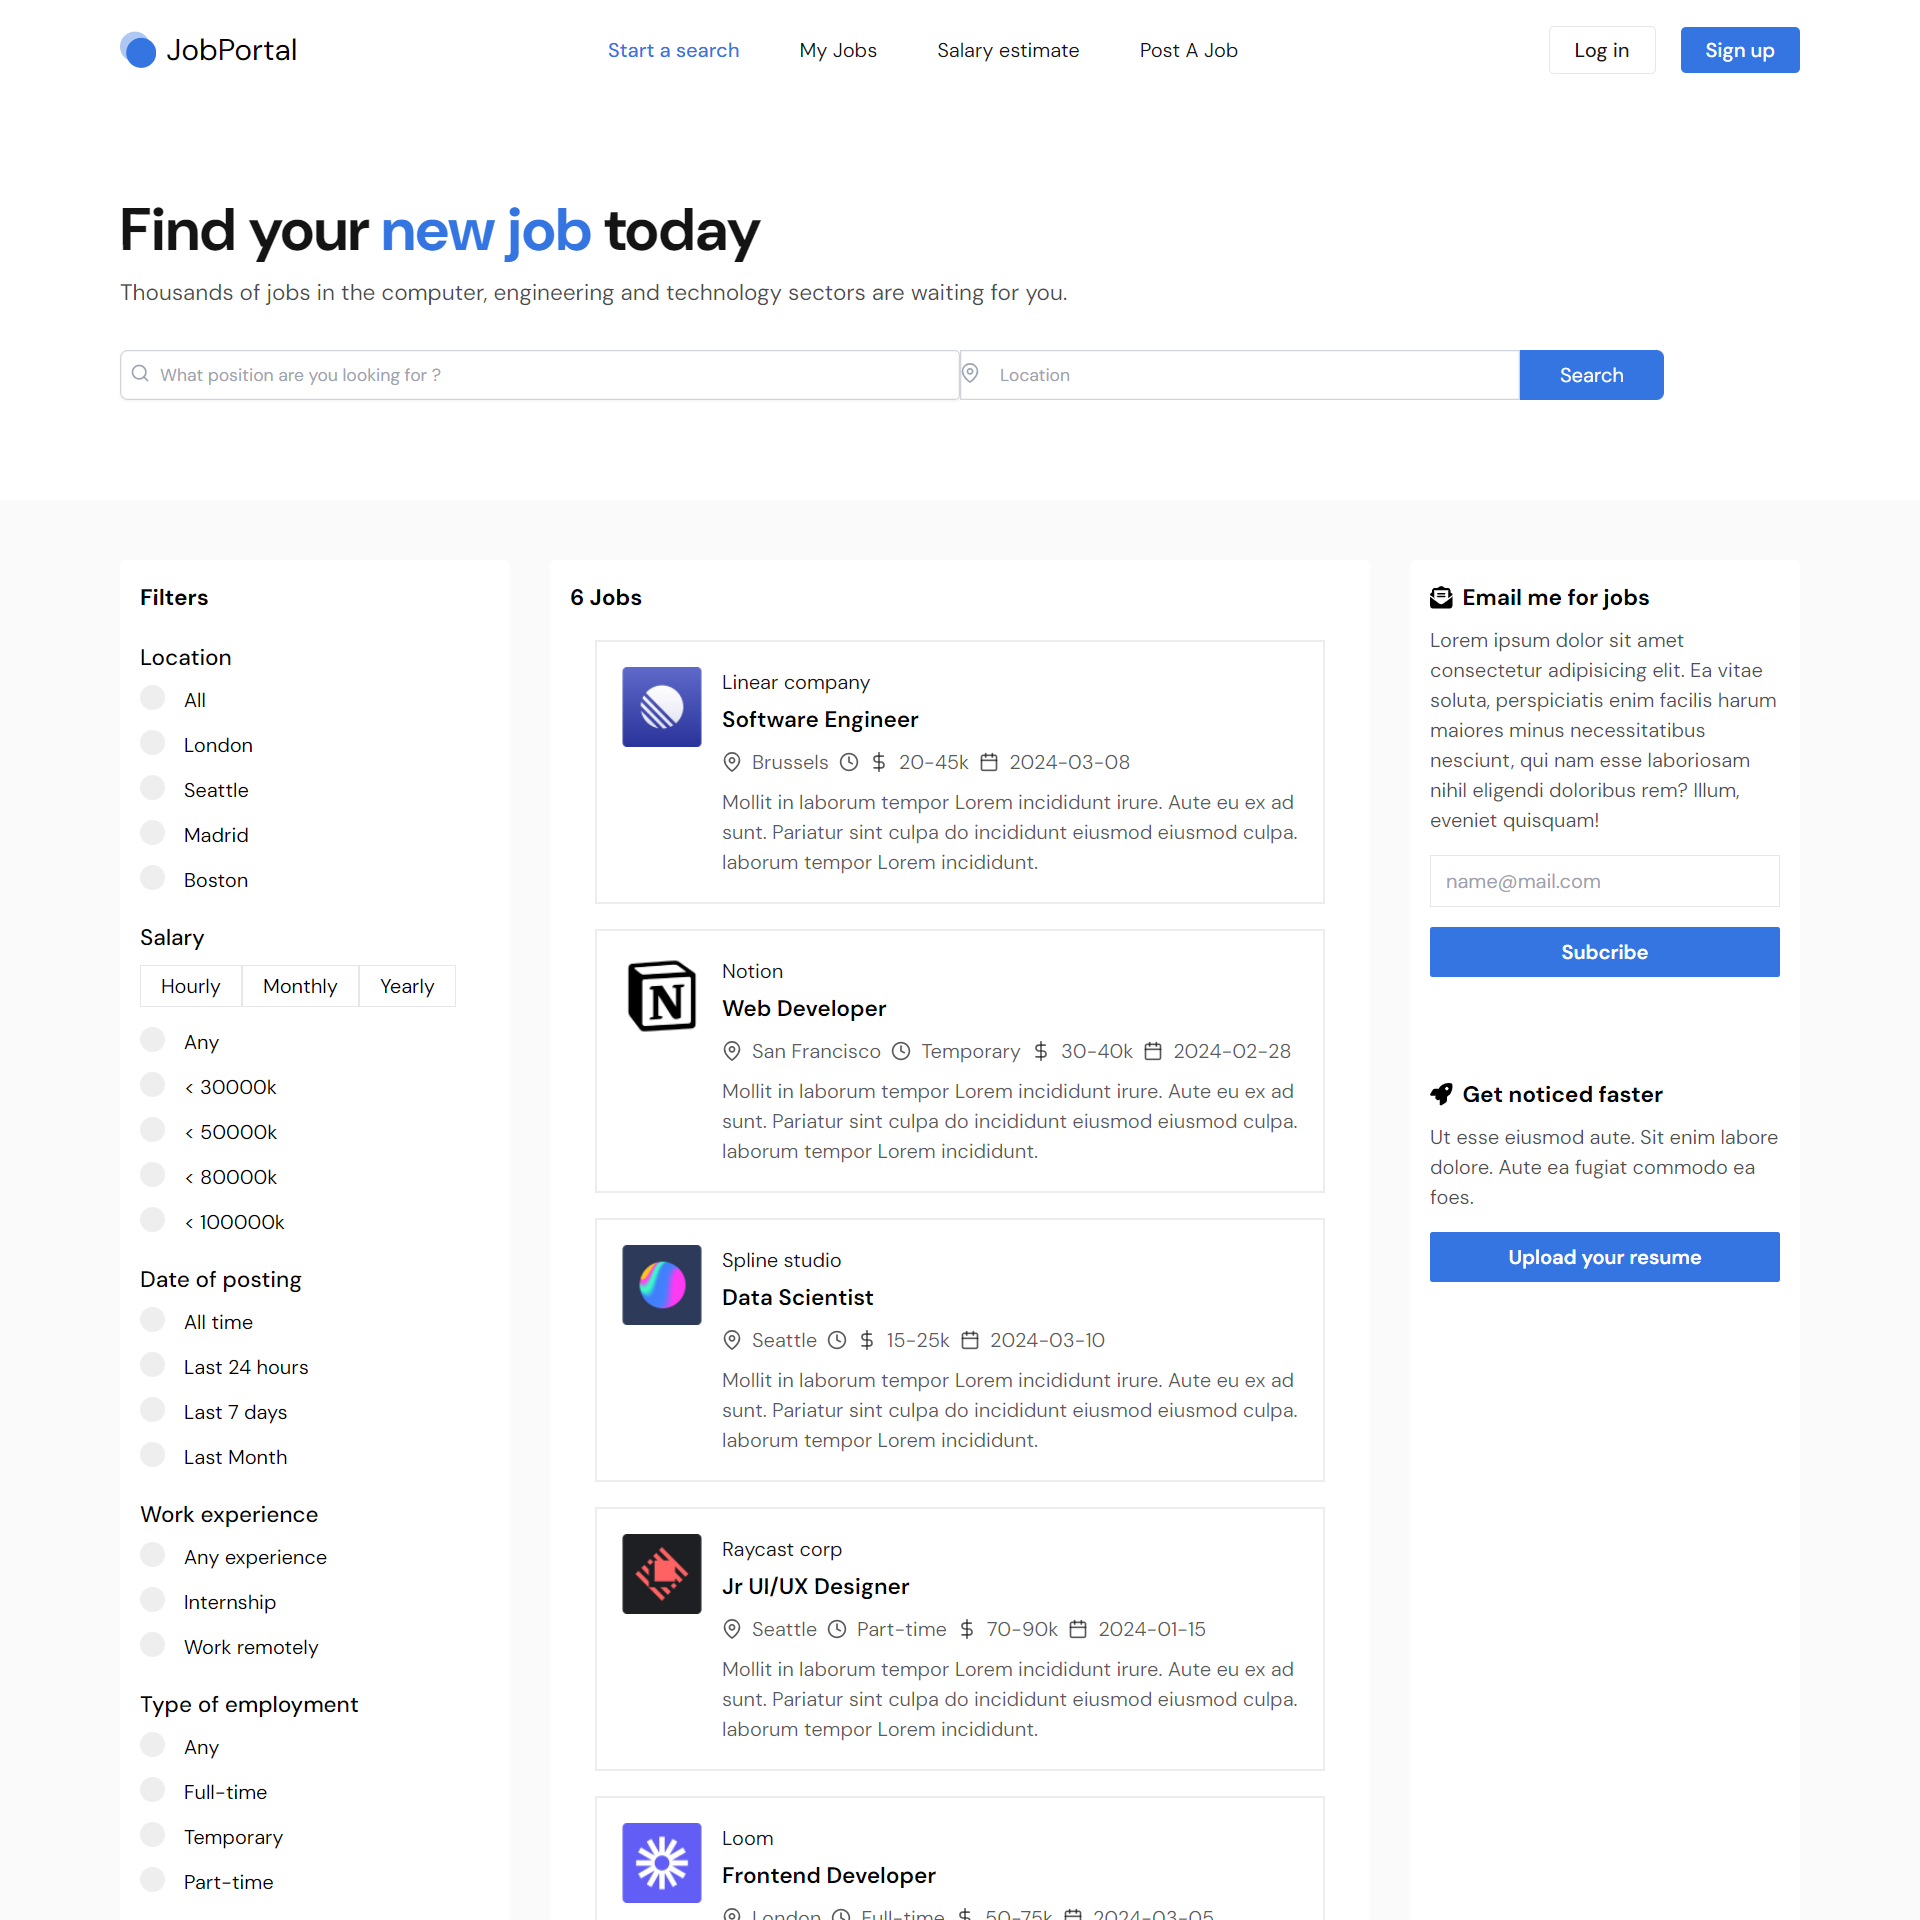 JobPortal
Start a search
My Jobs
Salary estimate
Post A Job
Log in
Sign up
Find your new job today
Thousands of jobs in the computer, engineering and technology sectors are waiting for you.
What position are you looking for ?
Location
Search
Filters
Location
All
London
Seattle
Madrid
Boston
Salary
Hourly
Monthly
Yearly
Any
< 30000k
< 50000k
< 80000k
< 100000k
Date of posting
All time
Last 24 hours
Last 7 days
Last Month
Work experience
Any experience
Internship
Work remotely
Type of employment
Any
Full-time
Temporary
Part-time
6 Jobs
Linear company
Software Engineer
Brussels $ 20-45k 2024-03-08
Mollit in laborum tempor Lorem incididunt irure. Aute eu ex ad
sunt. Pariatur sint culpa do incididunt eiusmod eiusmod culpa.
laborum tempor Lorem incididunt.
N
Notion
Web Developer
San Francisco Temporary $ 30-40k 2024-02-28
Mollit in laborum tempor Lorem incididunt irure. Aute eu ex ad
sunt. Pariatur sint culpa do incididunt eiusmod eiusmod culpa.
laborum tempor Lorem incididunt.
Spline studio
Data Scientist
Seattle $ 15-25k 2024-03-10
Mollit in laborum tempor Lorem incididunt irure. Aute eu ex ad
sunt. Pariatur sint culpa do incididunt eiusmod eiusmod culpa.
laborum tempor Lorem incididunt.
Raycast corp
Jr UI/UX Designer
Seattle Part-time $ 70-90k 2024-01-15
Mollit in laborum tempor Lorem incididunt irure. Aute eu ex ad
sunt. Pariatur sint culpa do incididunt eiusmod eiusmod culpa.
laborum tempor Lorem incididunt.
Loom
Frontend Developer
London Full-time $ 50-75k 2024-03-05
Email me for jobs
Lorem ipsum dolor sit amet
consectetur adipisicing elit. Ea vitae
soluta, perspiciatis enim facilis harum
maiores minus necessitatibus
nesciunt, qui nam esse laboriosam
nihil eligendi doloribus rem? Illum,
eveniet quisquam!
name@mail.com
Subcribe
Get noticed faster
Ut esse eiusmod aute. Sit enim labore
dolore. Aute ea fugiat commodo ea
foes.
Upload your resume